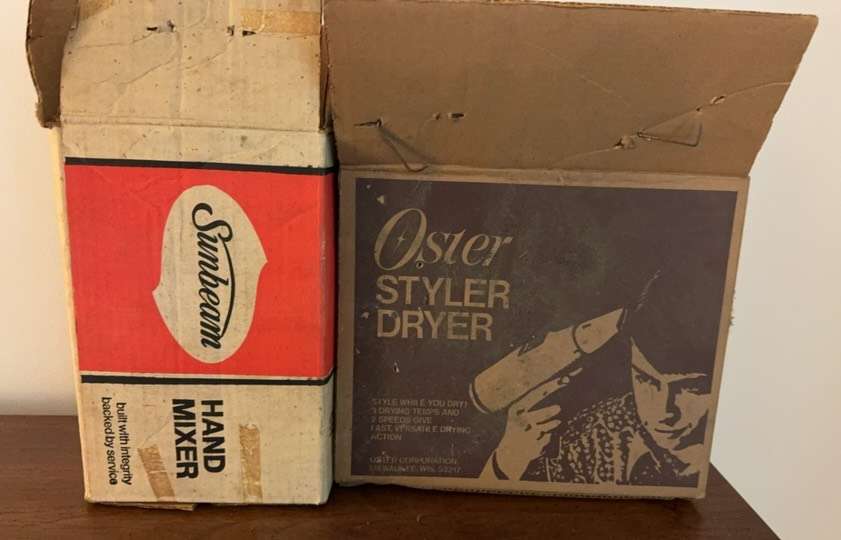 Sunbeam
HAND
MIXER
built with integrity
backed by service
Oster
STYLER
DRYER
STYLE WHILE YOU DRY!
3 DRYING TEMPS AND
2 SPEEDS GIVE
FAST, VERSATILE DRYING
ACTION
OSTER CORPORATION
MILWAUKEE, WIS. 53217